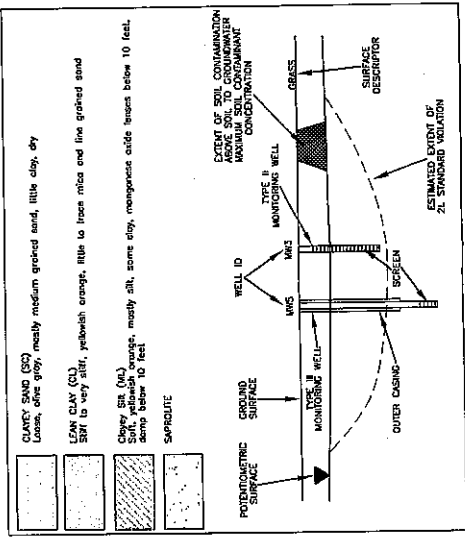 CLAYEY SAND (SC)
Loose, olive gray, mostly medium grained sand, little clay, dry
LEAN CLAY (CL)
Stiff to very stiff, yellowish orange, little to trace mica and fine grained sand
Clayey Silt (ML)
Soft, yellowish orange, mostly silt, some clay, manganese oxide lenses below 10 feet,
damp below 10 feet
SAPROLITE
EXTENT OF SOIL CONTAMINATION
ABOVE SOIL TO GROUNDWATER
MAXIMUM SOIL CONTAMINANT
CONCENTRATION
GRASS
SURFACE
DESCRIPTOR
TYPE II
MONITORING WELL
WELL ID
MW3
MW5
GROUND
SURFACE
TYPE III
MONITORING WELL
POTENTIOMETRIC
SURFACE
SCREEN
OUTER CASING
ESTIMATED EXTENT OF
2L STANDARD VIOLATION